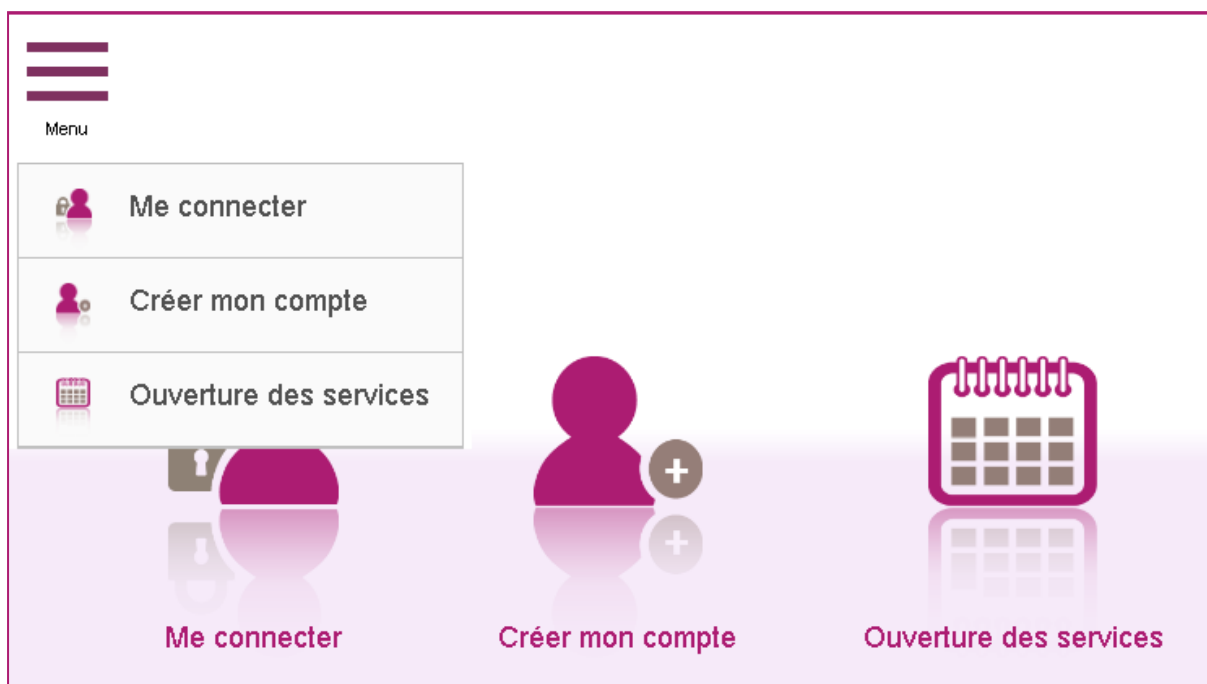 Menu
Me connecter
Créer mon compte
Ouverture des services
Me connecter
Créer mon compte
Ouverture des services